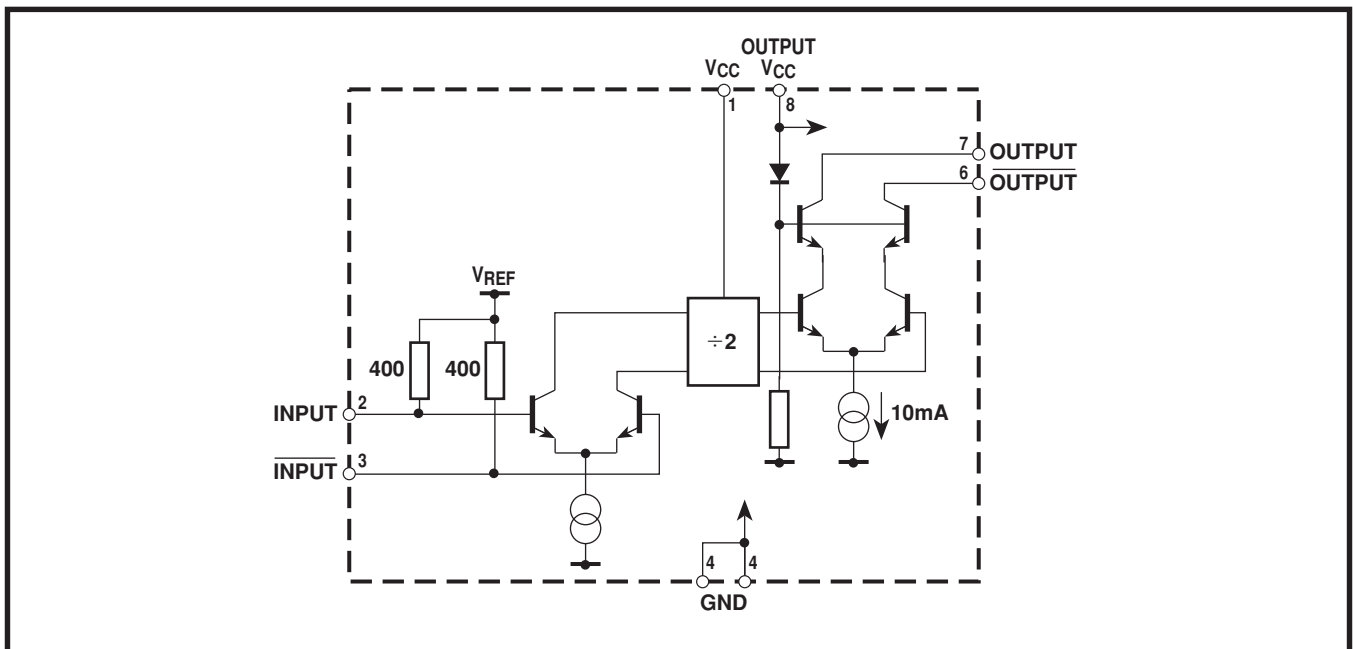 OUTPUT
VCC
VCC
1
8
7
OUTPUT
6
OUTPUT
VREF
400
400
÷2
INPUT
2
10mA
INPUT
3
4
4
GND